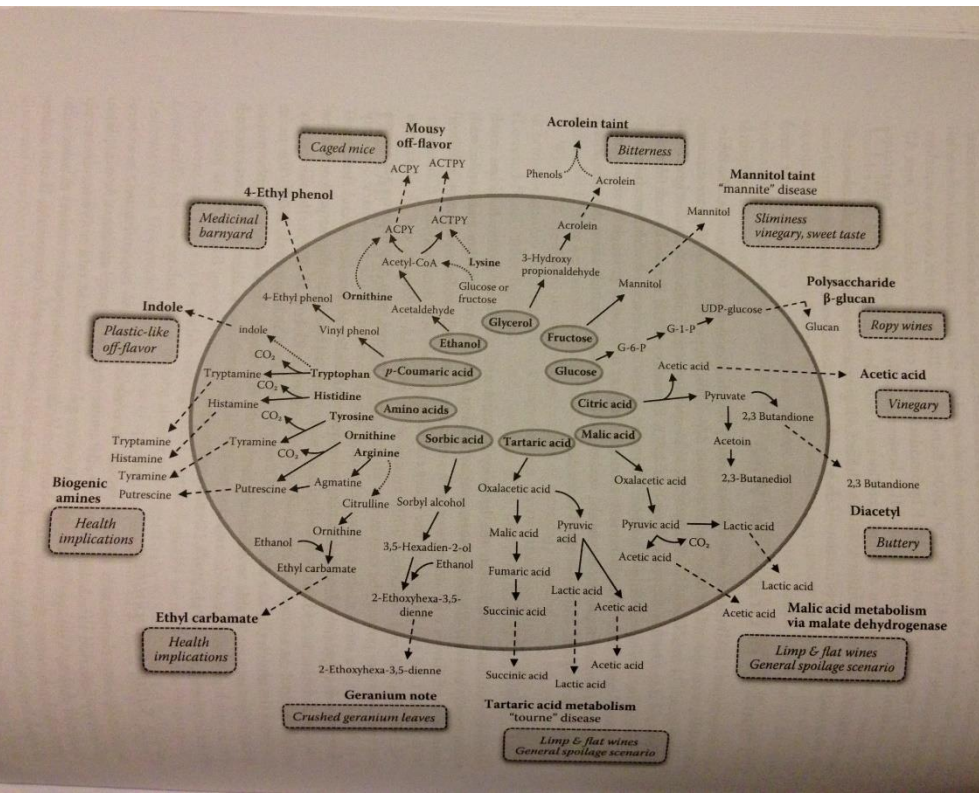 Mousy
off-flavor
Caged mice
ACPY
ACTPY
Acrolein taint
Bitterness
Phenols
Acrolein
Mannitol taint
"mannite" disease
Mannitol
Sliminess
vinegary, sweet taste
4-Ethyl phenol
Medicinal
barnyard
ACPY
ACTPY
Acetyl-CoA
Lysine
Glucose or
fructose
Ornithine
Acetaldehyde
Ethanol
Acrolein
3-Hydroxy
propionaldehyde
Glycerol
Mannitol
Fructose
Polysaccharide
β-glucan
Ropy wines
UDP-glucose
Glucan
G-1-P
G-6-P
Glucose
Indole
Plastic-like
off-flavor
4-Ethyl phenol
Vinyl phenol
p-Coumaric acid
indole
CO₂
Tryptamine
Tryptophan
CO₂
Histamine
Histidine
Amino acids
CO₂
Tyrosine
Tyramine
Ornithine
CO₂
Arginine
Putrescine
Agmatine
Citrulline
Ornithine
Ethanol
Ethyl carbamate
Tryptamine
Histamine
Tyramine
Putrescine
Biogenic
amines
Health
implications
Ethyl carbamate
Health
implications
Sorbic acid
Sorbyl alcohol
3,5-Hexadien-2-ol
Ethanol
2-Ethoxyhexa-3,5-
dienne
2-Ethoxyhexa-3,5-dienne
Geranium note
Crushed geranium leaves
Tartaric acid
Oxalacetic acid
Malic acid
Fumaric acid
Succinic acid
Pyruvic
acid
Lactic acid
Acetic acid
Succinic acid
Lactic acid
Acetic acid
Tartaric acid metabolism
"tourne" disease
Limp & flat wines
General spoilage scenario
Malic acid
Oxalacetic acid
Pyruvic acid
Lactic acid
CO₂
Acetic acid
Lactic acid
Acetic acid
Malic acid metabolism
via malate dehydrogenase
Limp & flat wines
General spoilage scenario
Citric acid
Acetic acid
Pyruvate
2,3 Butandione
Acetoin
2,3-Butanediol
Acetic acid
Vinegary
2,3 Butandione
Diacetyl
Buttery